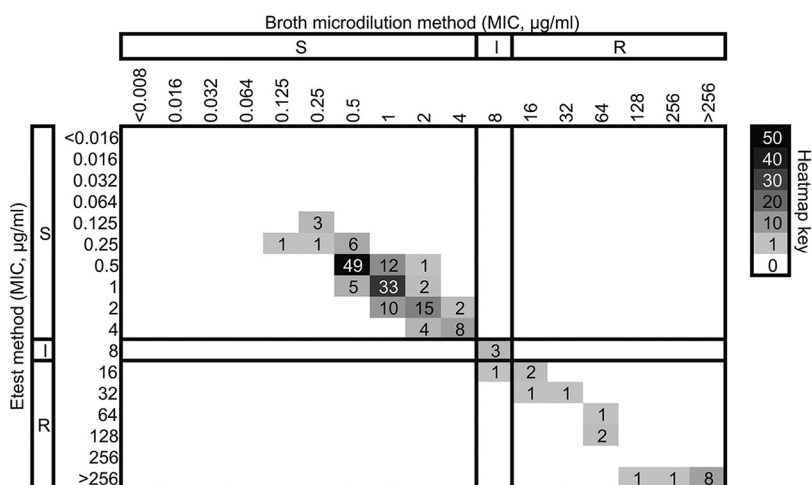 Broth microdilution method (MIC, µg/ml)
S I R
<0.008 0.016 0.032 0.064 0.125 0.25 0.5 1 2 4 8 16 32 64 128 256 >256
Etest method (MIC, µg/ml)
S
I
R
<0.016
0.016
0.032
0.064
0.125 3
0.25 1 1 6
0.5 49 12 1
1 5 33 2
2 10 15 2
4 4 8
8 3
16 1 2
32 1 1
64 1
128 2
256
>256 1 1 8
50
40
30
20
10
1
0
Heatmap key